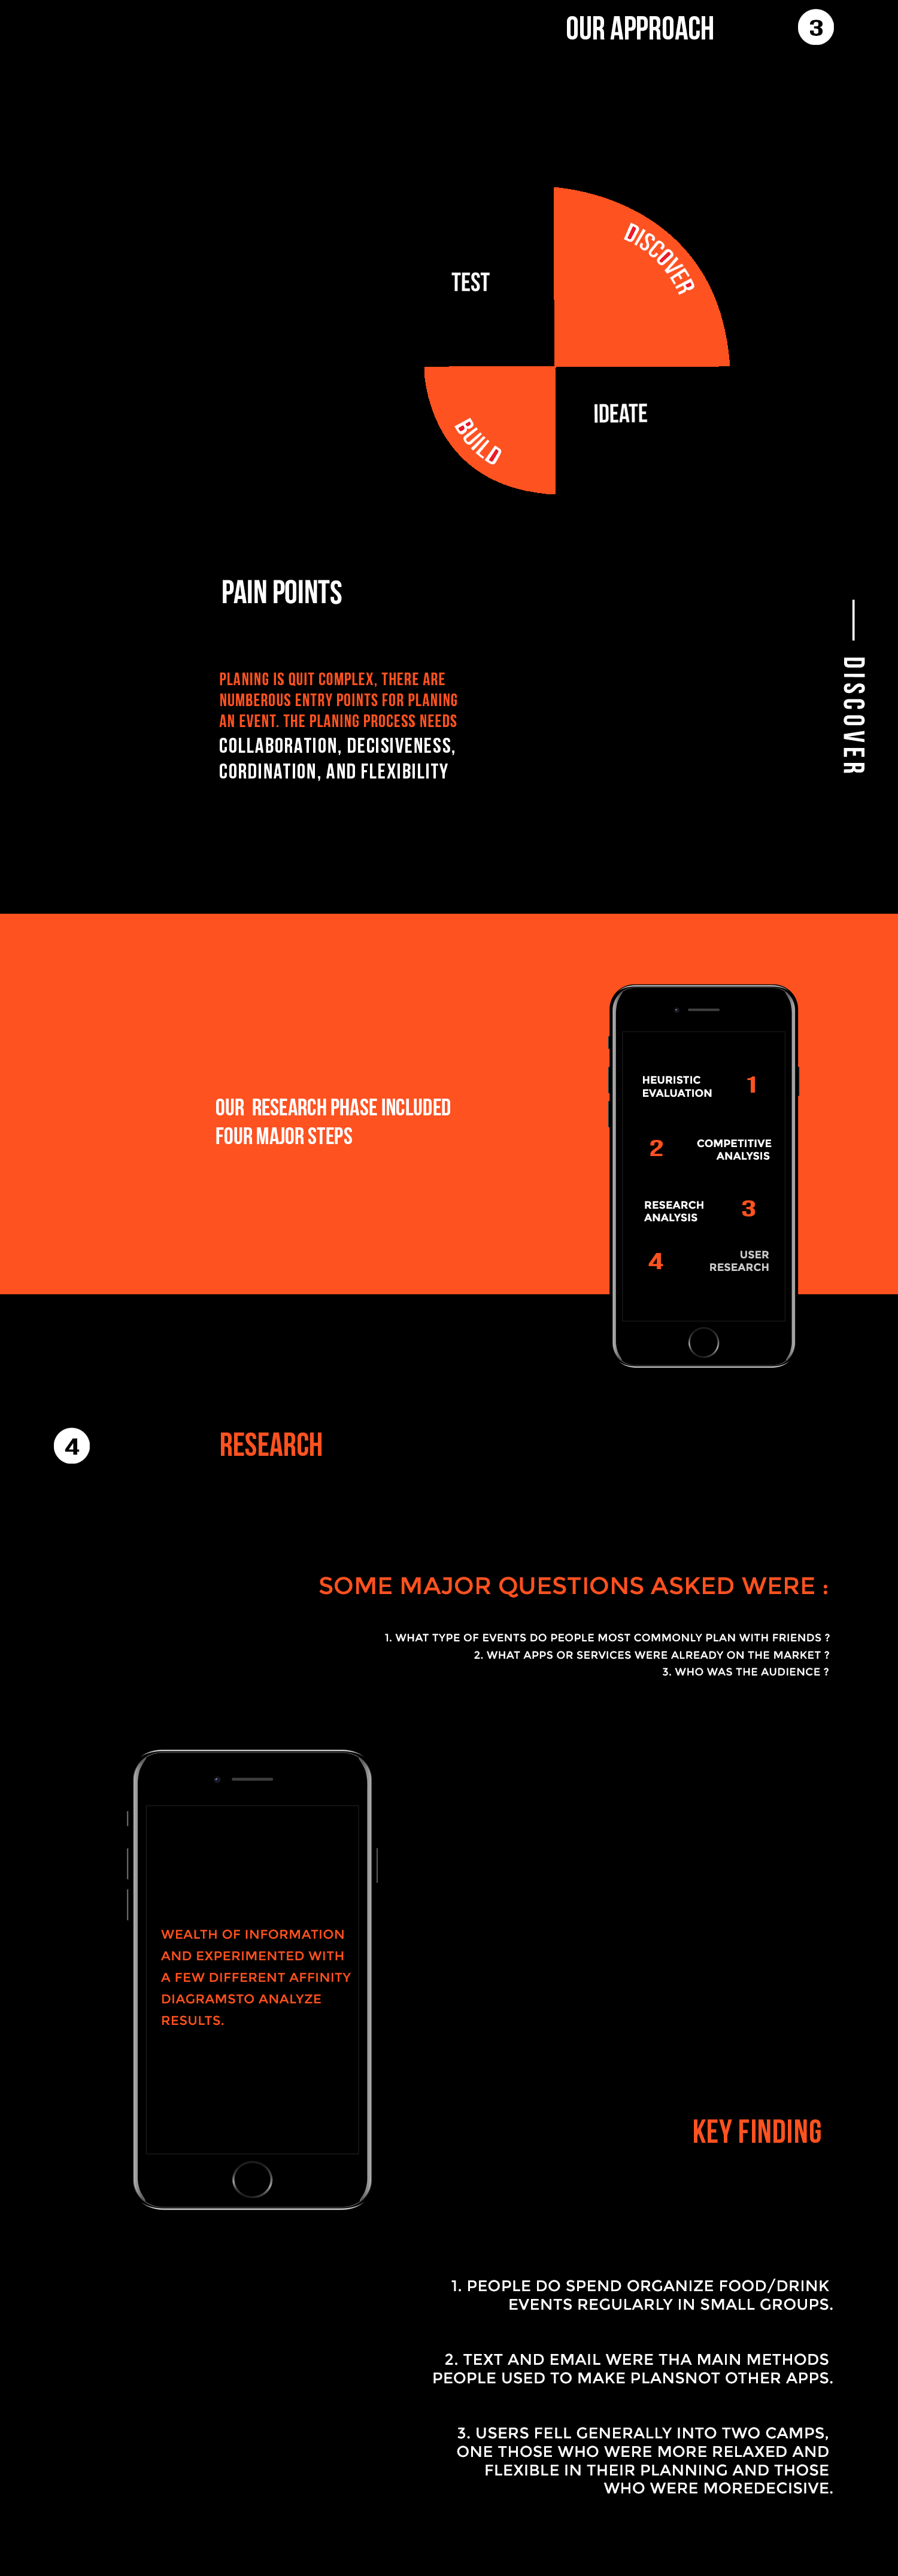 OUR APPROACH
3
DISCOVER
TEST
IDEATE
BUILD
PAIN POINTS
DISCOVER
PLANING IS QUIT COMPLEX, THERE ARE
NUMBEROUS ENTRY POINTS FOR PLANING
AN EVENT. THE PLANING PROCESS NEEDS
COLLABORATION, DECISIVENESS,
CORDINATION, AND FLEXIBILITY
OUR RESEARCH PHASE INCLUDED
FOUR MAJOR STEPS
HEURISTIC
EVALUATION
1
2
COMPETITIVE
ANALYSIS
RESEARCH
ANALYSIS
3
4
USER
RESEARCH
4
RESEARCH
SOME MAJOR QUESTIONS ASKED WERE :
1. WHAT TYPE OF EVENTS DO PEOPLE MOST COMMONLY PLAN WITH FRIENDS ?
2. WHAT APPS OR SERVICES WERE ALREADY ON THE MARKET ?
3. WHO WAS THE AUDIENCE ?
WEALTH OF INFORMATION
AND EXPERIMENTED WITH
A FEW DIFFERENT AFFINITY
DIAGRAMSTO ANALYZE
RESULTS.
KEY FINDING
1. PEOPLE DO SPEND ORGANIZE FOOD/DRINK
EVENTS REGULARLY IN SMALL GROUPS.
2. TEXT AND EMAIL WERE THA MAIN METHODS
PEOPLE USED TO MAKE PLANSNOT OTHER APPS.
3. USERS FELL GENERALLY INTO TWO CAMPS,
ONE THOSE WHO WERE MORE RELAXED AND
FLEXIBLE IN THEIR PLANNING AND THOSE
WHO WERE MOREDECISIVE.